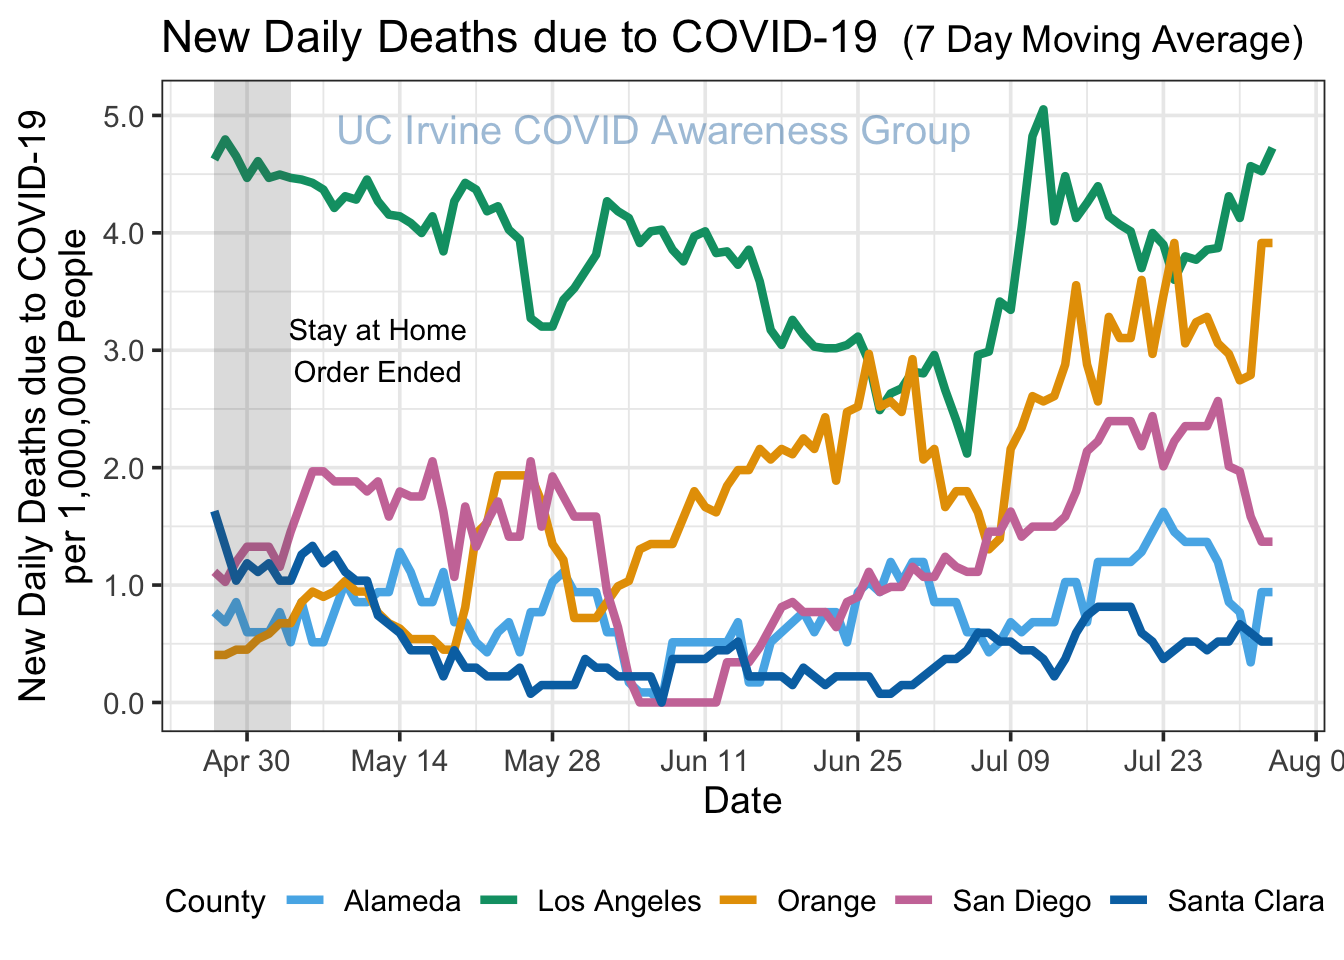 New Daily Deaths due to COVID-19 (7 Day Moving Average)
New Daily Deaths due to COVID-19
per 1,000,000 People
5.0
4.0
3.0
2.0
1.0
0.0
UC Irvine COVID Awareness Group
Stay at Home
Order Ended
Apr 30 May 14 May 28 Jun 11 Jun 25 Jul 09 Jul 23 Aug 0
Date
County Alameda Los Angeles Orange San Diego Santa Clara